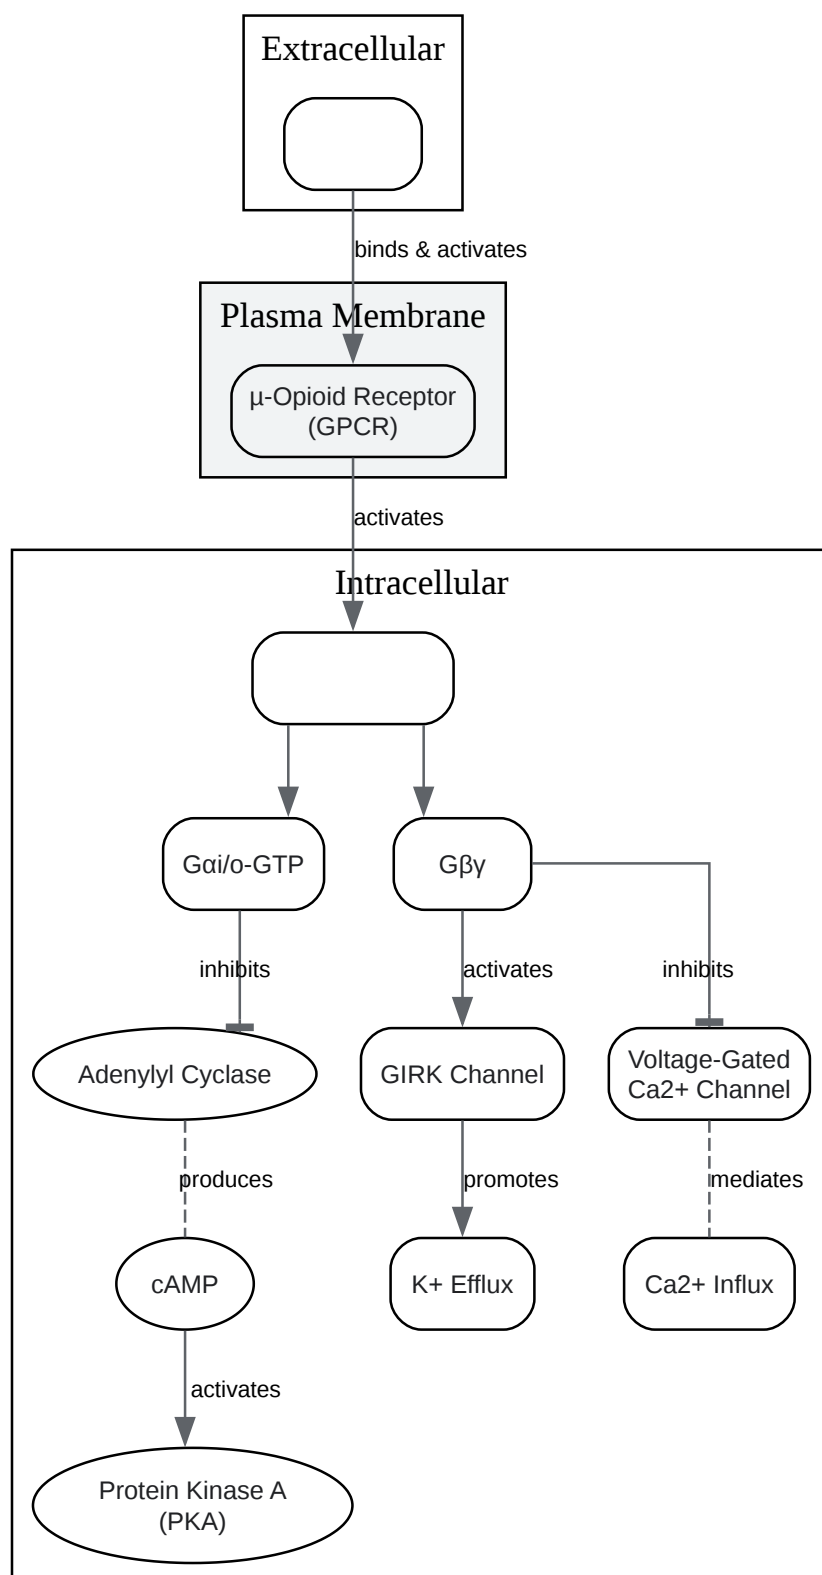 Extracellular
binds & activates
Plasma Membrane
µ-Opioid Receptor
(GPCR)
activates
Intracellular
Gαi/o-GTP
Gβγ
inhibits
activates
inhibits
Adenylyl Cyclase
GIRK Channel
Voltage-Gated
Ca2+ Channel
produces
promotes
mediates
cAMP
K+ Efflux
Ca2+ Influx
activates
Protein Kinase A
(PKA)